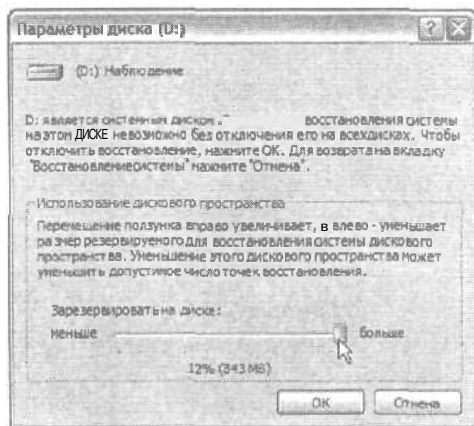 Параметры диска (D:)
(D:) Наблюдение
D: является системным диском. восстановления системы
на этом ДИСКЕ невозможно без отключения его на всех дисках. Чтобы
отключить восстановление, нажмите OK. Для возврата на вкладку
"Восстановление системы" нажмите "Отмена".
Использование дискового пространства
Перемещение ползунка вправо увеличивает, в влево - уменьшает
размер резервируемого для восстановления системы дискового
пространства. Уменьшение этого дискового пространства может
уменьшить допустимое число точек восстановления.
Зарезервировать на диске:
меньше больше
12% (843 MB)
OK Отмена